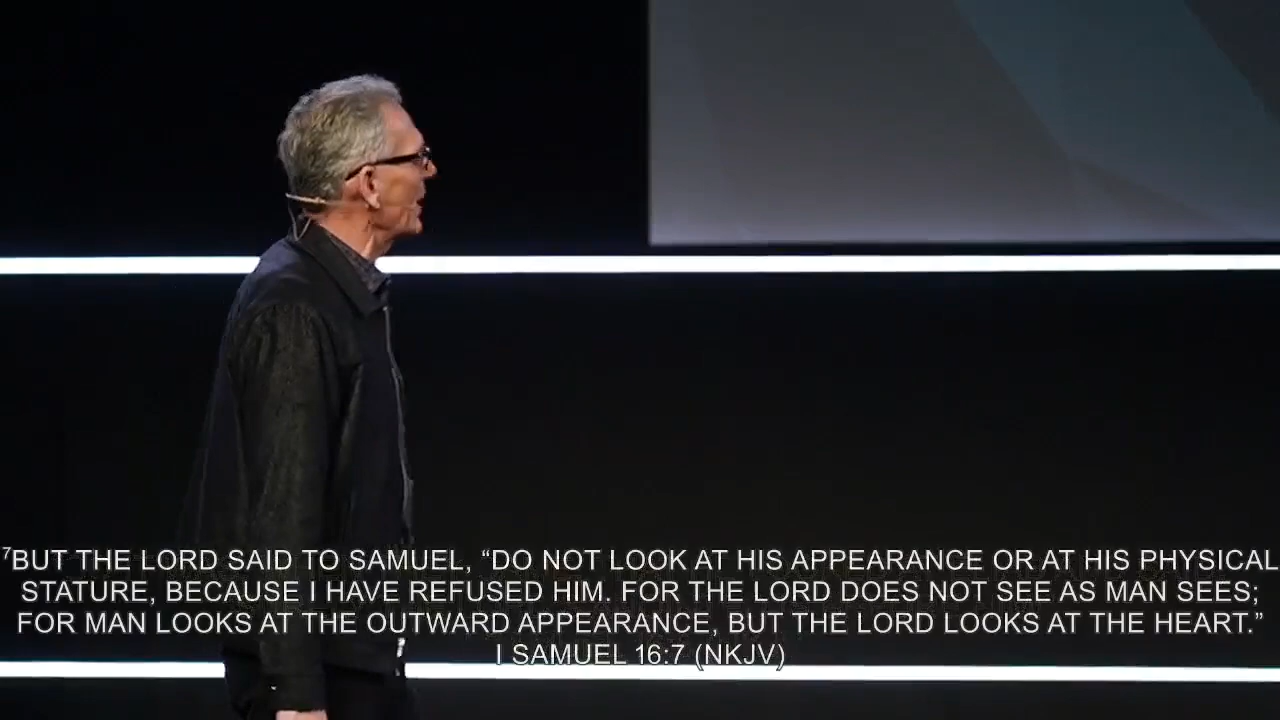 ⁷BUT THE LORD SAID TO SAMUEL, “DO NOT LOOK AT HIS APPEARANCE OR AT HIS PHYSICAL
STATURE, BECAUSE I HAVE REFUSED HIM. FOR THE LORD DOES NOT SEE AS MAN SEES;
FOR MAN LOOKS AT THE OUTWARD APPEARANCE, BUT THE LORD LOOKS AT THE HEART.”
I SAMUEL 16:7 (NKJV)